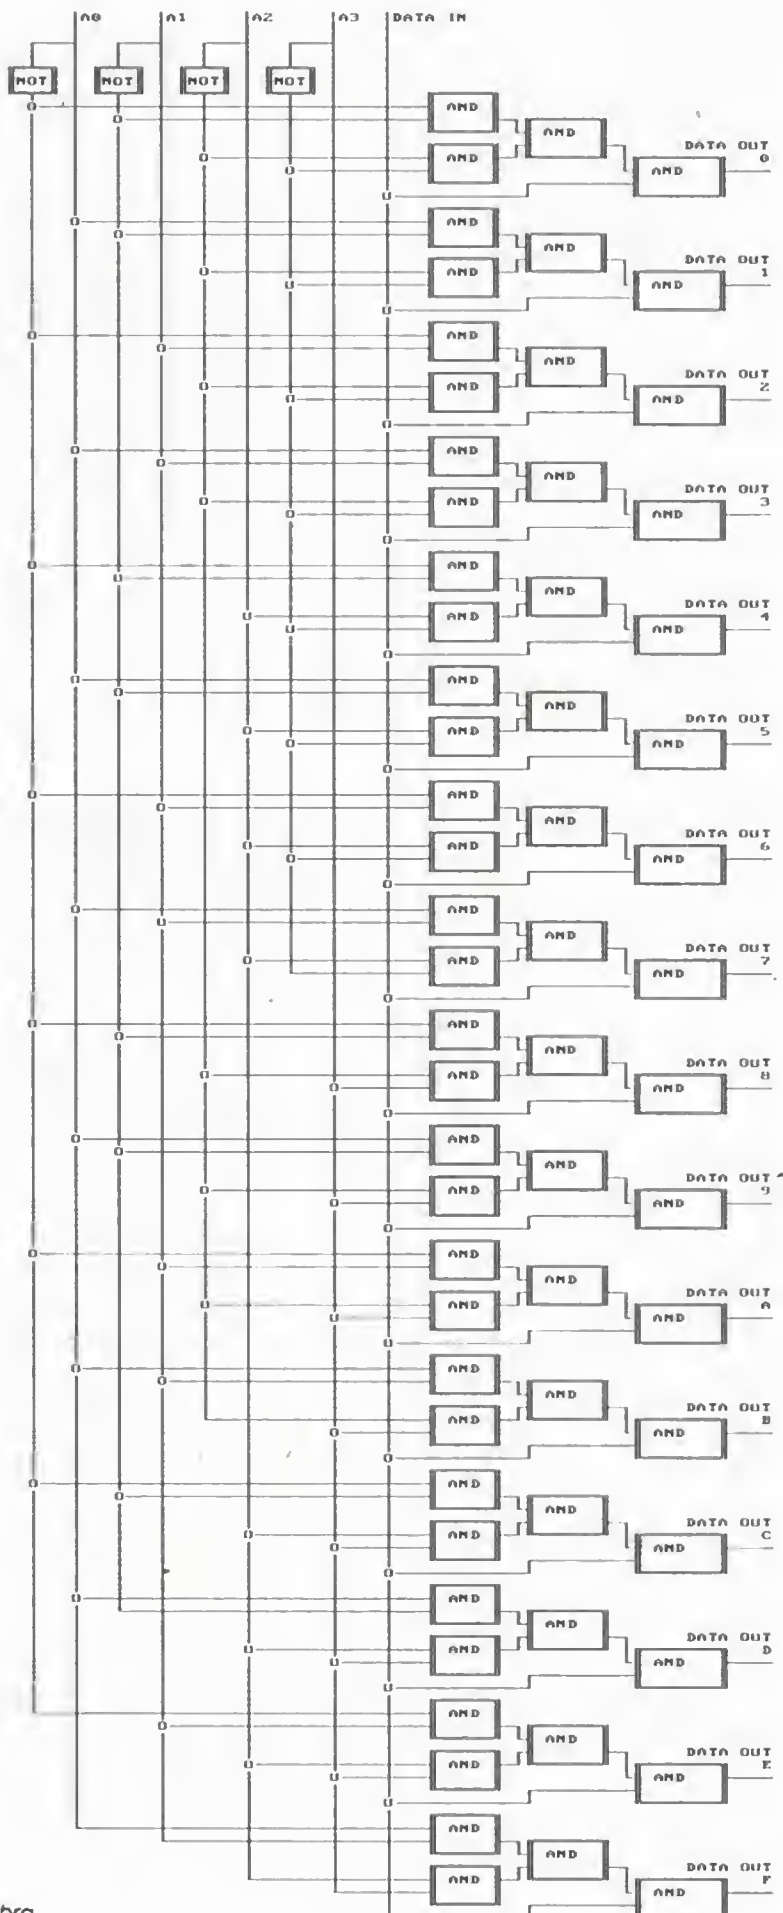 A0 A1 A2 A3 DATA IN
NOT NOT NOT NOT
AND
AND
DATA OUT
AND 0
AND
AND
AND
DATA OUT
AND 1
AND
AND
AND
DATA OUT
AND 2
AND
AND
AND
DATA OUT
AND 3
AND
AND
AND
DATA OUT
AND 4
AND
AND
AND
DATA OUT
AND 5
AND
AND
AND
DATA OUT
AND 6
AND
AND
AND
DATA OUT
AND 7
AND
AND
AND
DATA OUT
AND 8
AND
AND
AND
DATA OUT
AND 9
AND
AND
AND
DATA OUT
AND A
AND
AND
AND
DATA OUT
AND B
AND
AND
AND
DATA OUT
AND C
AND
AND
AND
DATA OUT
AND D
AND
AND
AND
DATA OUT
AND E
AND
AND
AND
DATA OUT
AND F
AND